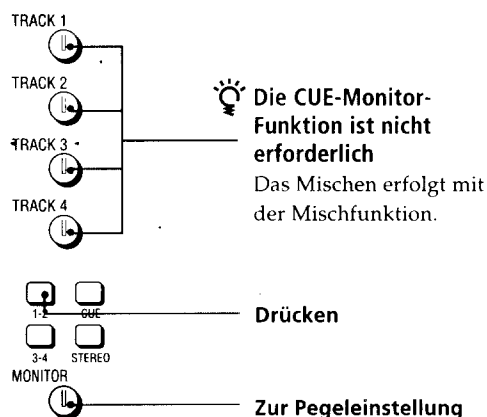 TRACK 1
TRACK 2
TRACK 3
TRACK 4
Die CUE-Monitor-
Funktion ist nicht
erforderlich
Das Mischen erfolgt mit
der Mischfunktion.
1-2 CUE
Drücken
3-4 STEREO
MONITOR
Zur Pegeleinstellung